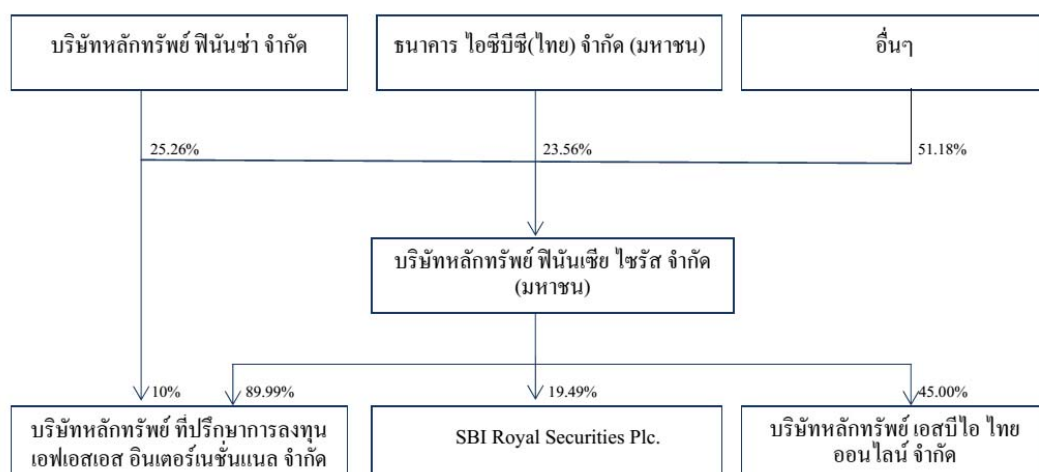 บริษัทหลักทรัพย์ ฟินันซ่า จำกัด
ธนาคาร ไอซีบีซี(ไทย) จำกัด (มหาชน)
อื่นๆ
25.26%
23.56%
51.18%
บริษัทหลักทรัพย์ ฟินันเซีย ไซรัส จำกัด
(มหาชน)
10%
89.99%
19.49%
45.00%
บริษัทหลักทรัพย์ ที่ปรึกษาการลงทุน
เอฟเอสเอส อินเตอร์เนชั่นแนล จำกัด
SBI Royal Securities Plc.
บริษัทหลักทรัพย์ เอสบีไอ ไทย
ออนไลน์ จำกัด